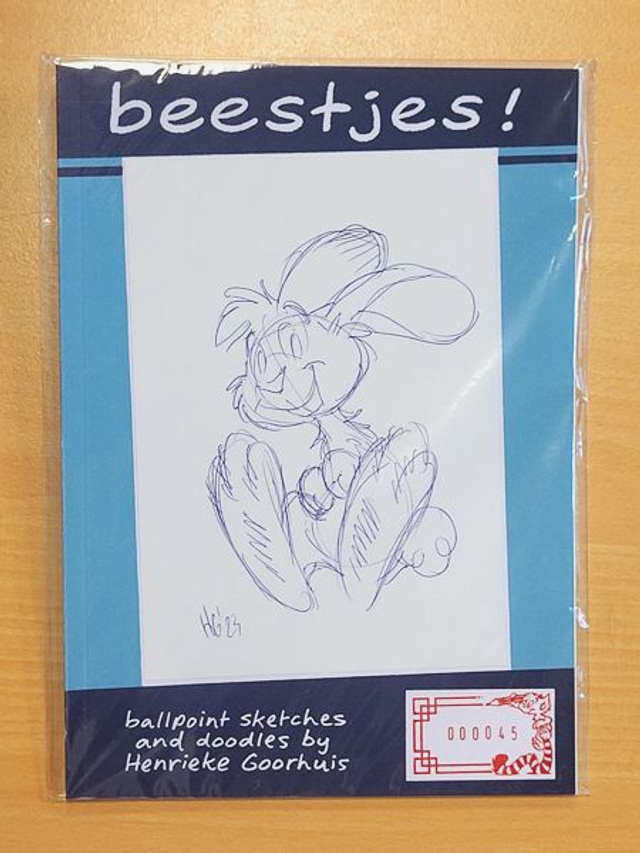 beestjes!
HG'23
ballpoint sketches
and doodles by
Henrieke Goorhuis
000045